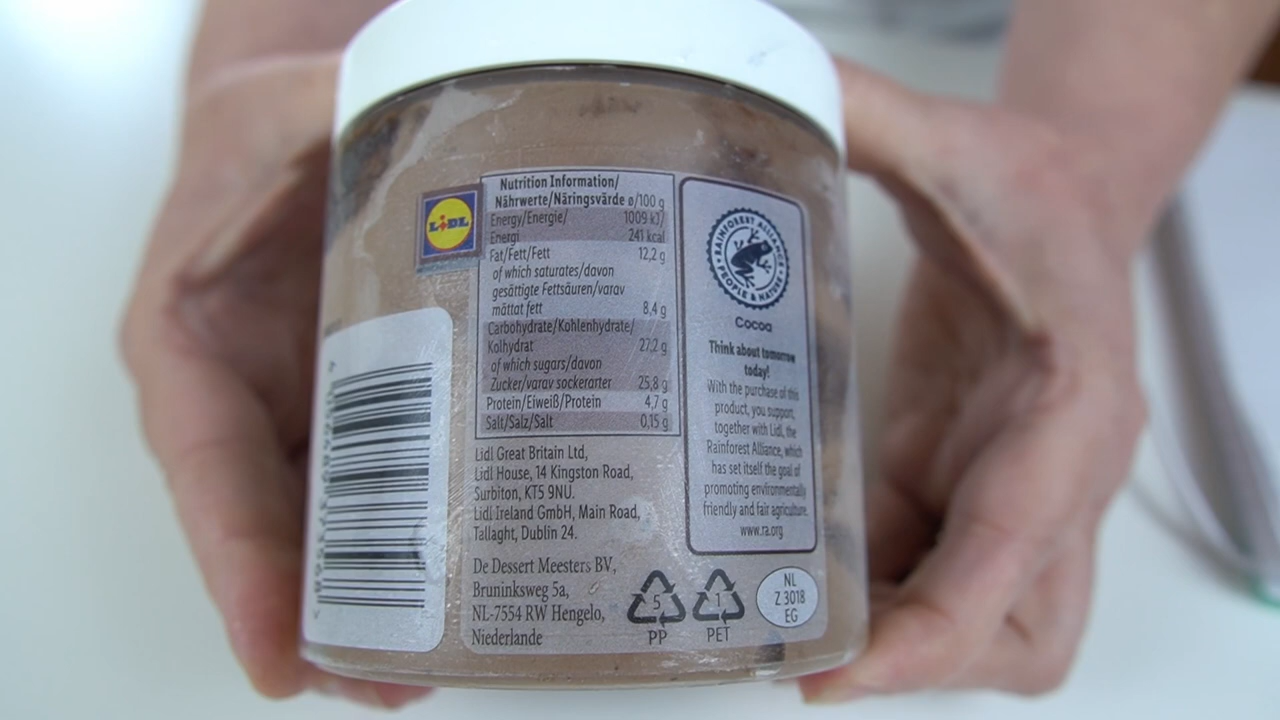 LIDL
Nutrition Information/
Nährwerte/Näringsvärde ø/100 g
Energy/Energie/ 1009 kJ/
Energi 241 kcal
Fat/Fett/Fett 12,2 g
of which saturates/davon
gesättigte Fettsäuren/varav
mättat fett 8,4 g
Carbohydrate/Kohlenhydrate/
Kolhydrat 27,2 g
of which sugars/davon
Zucker/varav sockerarter 25,8 g
Protein/Eiweiß/Protein 4,7 g
Salt/Salz/Salt 0,15 g
Lidl Great Britain Ltd,
Lidl House, 14 Kingston Road,
Surbiton, KT5 9NU.
Lidl Ireland GmbH, Main Road,
Tallaght, Dublin 24.
De Dessert Meesters BV,
Bruninksweg 5a,
NL-7554 RW Hengelo,
Niederlande
5
PP
1
PET
NL
Z 3018
EG
RAINFOREST ALLIANCE
PEOPLE & NATURE
Cocoa
Think about tomorrow
today!
With the purchase of this
product, you support,
together with Lidl, the
Rainforest Alliance, which
has set itself the goal of
promoting environmentally
friendly and fair agriculture.
www.ra.org